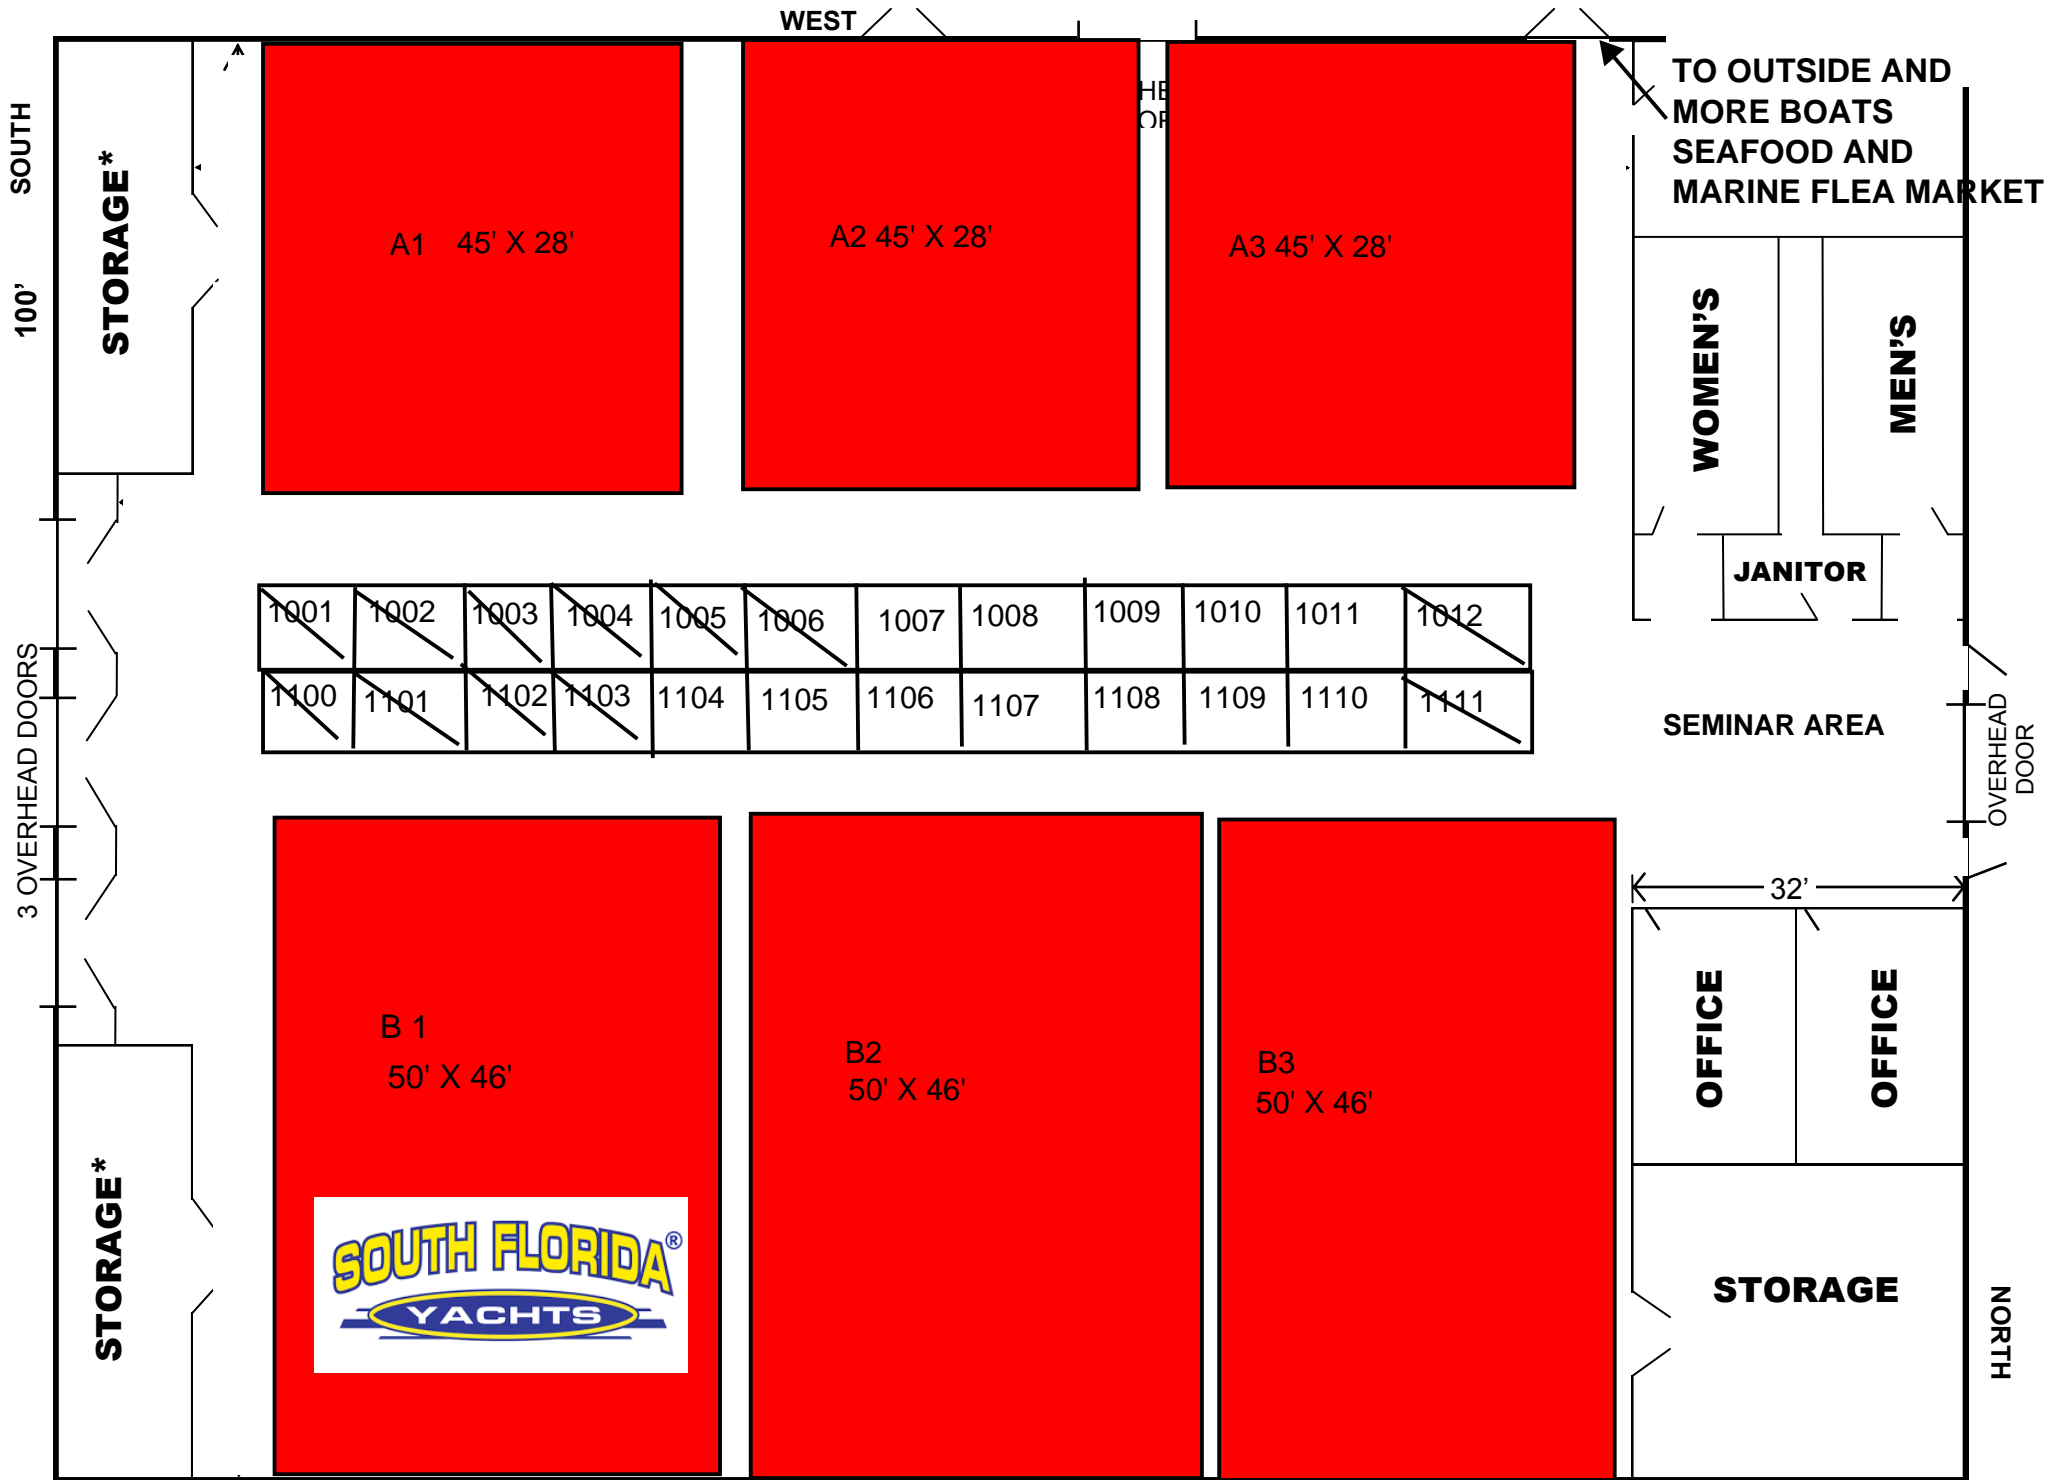 WEST
TO OUTSIDE AND
MORE BOATS
SEAFOOD AND
MARINE FLEA MARKET
SOUTH
100'
STORAGE*
A1 45' X 28'
A2 45' X 28'
A3 45' X 28'
WOMEN'S
MEN'S
JANITOR
1001 1002 1003 1004 1005 1006 1007 1008 1009 1010 1011 1012
1100 1101 1102 1103 1104 1105 1106 1107 1108 1109 1110 1111
3 OVERHEAD DOORS
SEMINAR AREA
OVERHEAD
DOOR
32'
B 1
50' X 46'
B2
50' X 46'
B3
50' X 46'
OFFICE
OFFICE
STORAGE*
SOUTH FLORIDA®
YACHTS
STORAGE
NORTH